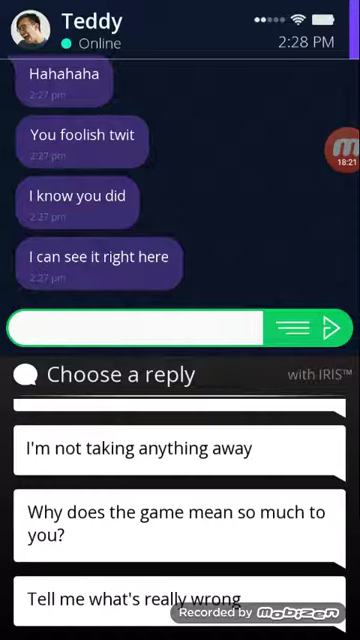 Teddy
Online
2:28 PM
Hahahaha
2:27 pm
You foolish twit
2:27 pm
18:21
I know you did
2:27 pm
I can see it right here
2:27 pm
Choose a reply
with IRIS™
I'm not taking anything away
Why does the game mean so much to
you?
Tell me what's really wrong
Recorded by Mobizen